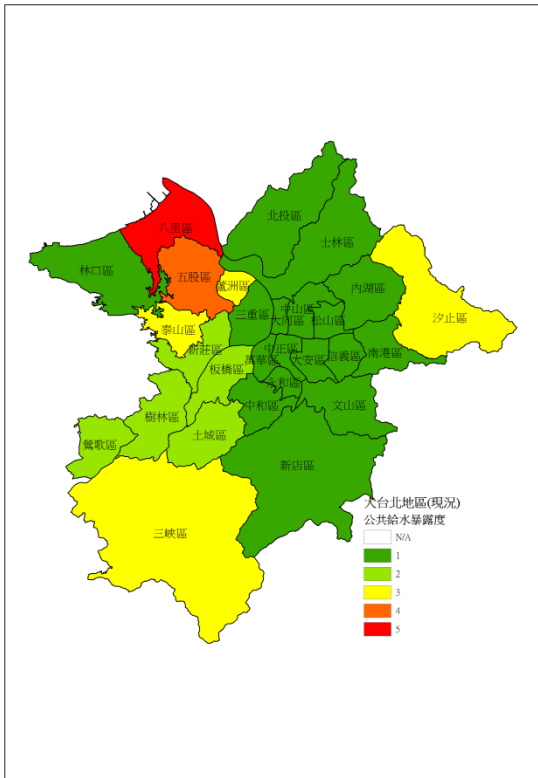 八里區
北投區
士林區
林口區
五股區
蘆洲區
內湖區
汐止區
三重區
中山區
大同區
松山區
泰山區
新莊區
板橋區
萬華區
中正區
大安區
信義區
南港區
永和區
中和區
文山區
樹林區
土城區
鶯歌區
新店區
三峽區
大台北地區(現況)
公共給水暴露度
N/A
1
2
3
4
5